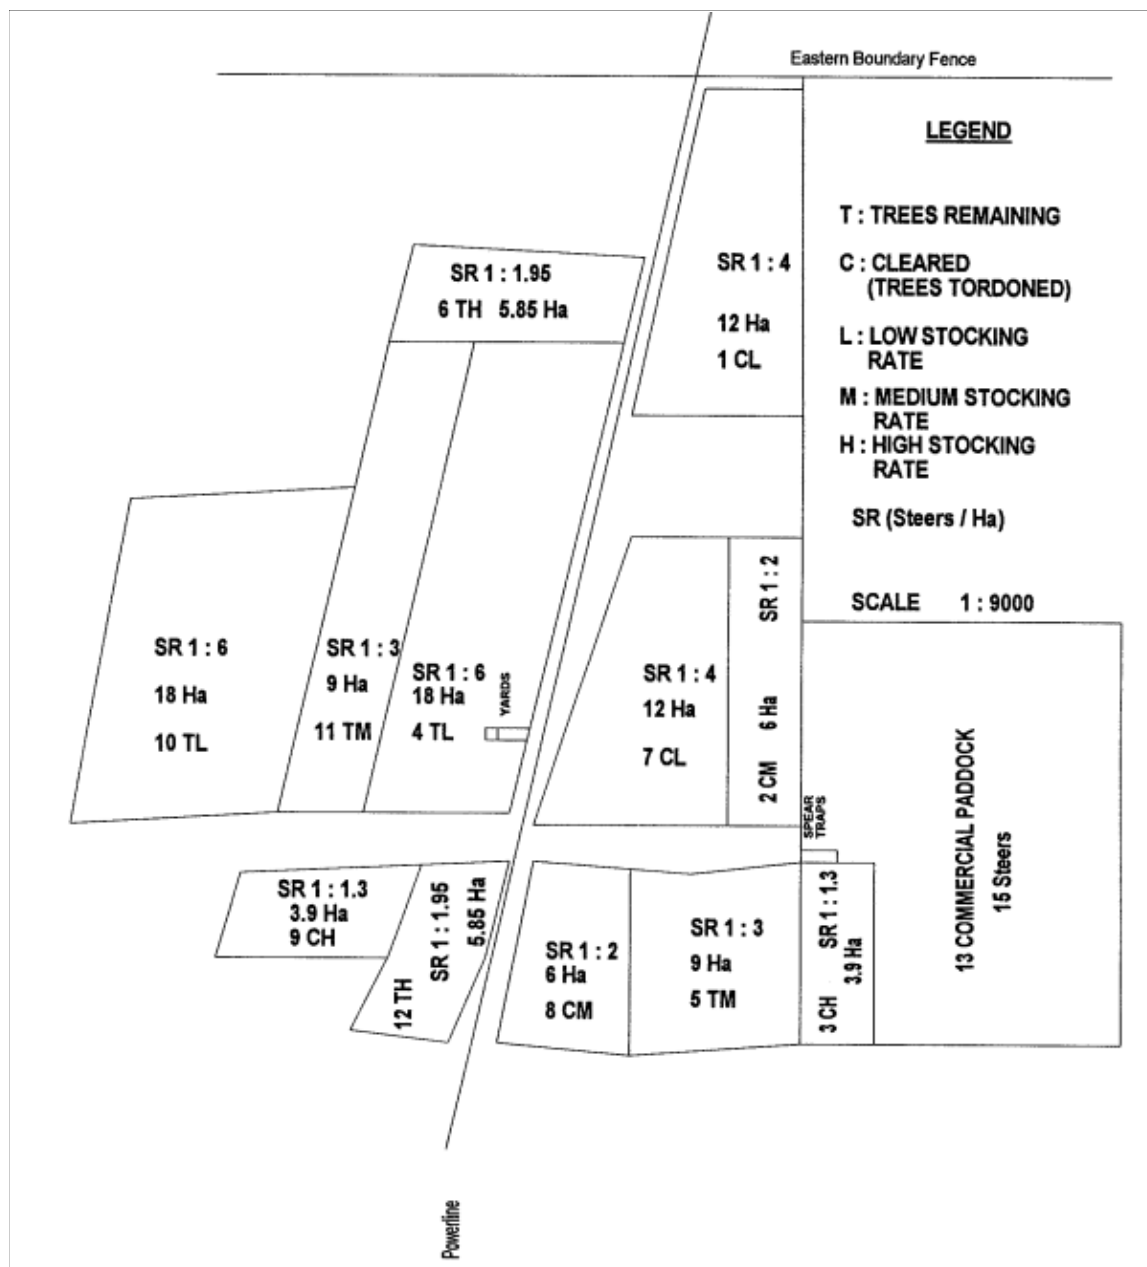 Eastern Boundary Fence
LEGEND
T : TREES REMAINING
C : CLEARED
(TREES TORDONED)
L : LOW STOCKING
RATE
M : MEDIUM STOCKING
RATE
H : HIGH STOCKING
RATE
SR (Steers / Ha)
SCALE 1 : 9000
SR 1 : 4
12 Ha
1 CL
SR 1 : 1.95
6 TH 5.85 Ha
SR 1 : 6
18 Ha
10 TL
SR 1 : 3
9 Ha
11 TM
SR 1 : 6
18 Ha
4 TL
YARDS
SR 1 : 4
12 Ha
7 CL
2 CM 6 Ha SR 1 : 2
SPEAR
TRAPS
13 COMMERCIAL PADDOCK
15 Steers
SR 1 : 1.3
3.9 Ha
9 CH
12 TH
SR 1 : 1.95
5.85 Ha
SR 1 : 2
6 Ha
8 CM
SR 1 : 3
9 Ha
5 TM
3 CH SR 1 : 1.3
3.9 Ha
Powerline